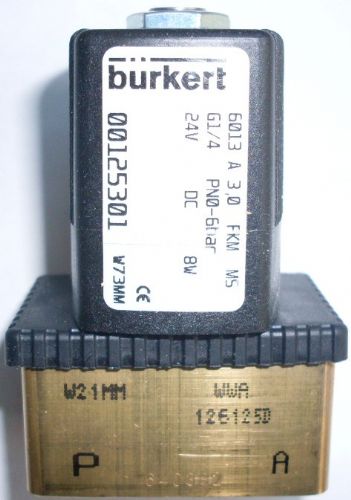 bürkert
6013 A 3,0 FKM MS
G1/4 PN0-6bar
24V DC 8W
00125301
W73MM
CE
W21MM
WWA
126125D
P
A